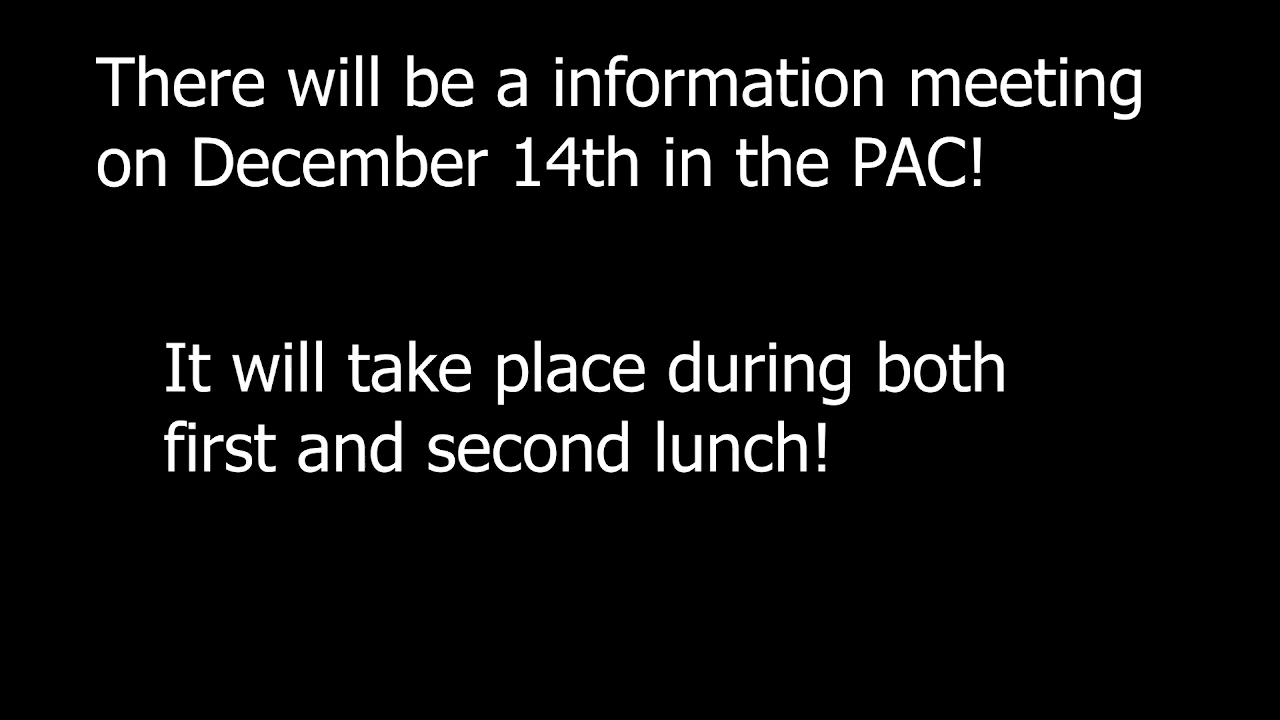 There will be a information meeting
on December 14th in the PAC!
It will take place during both
first and second lunch!